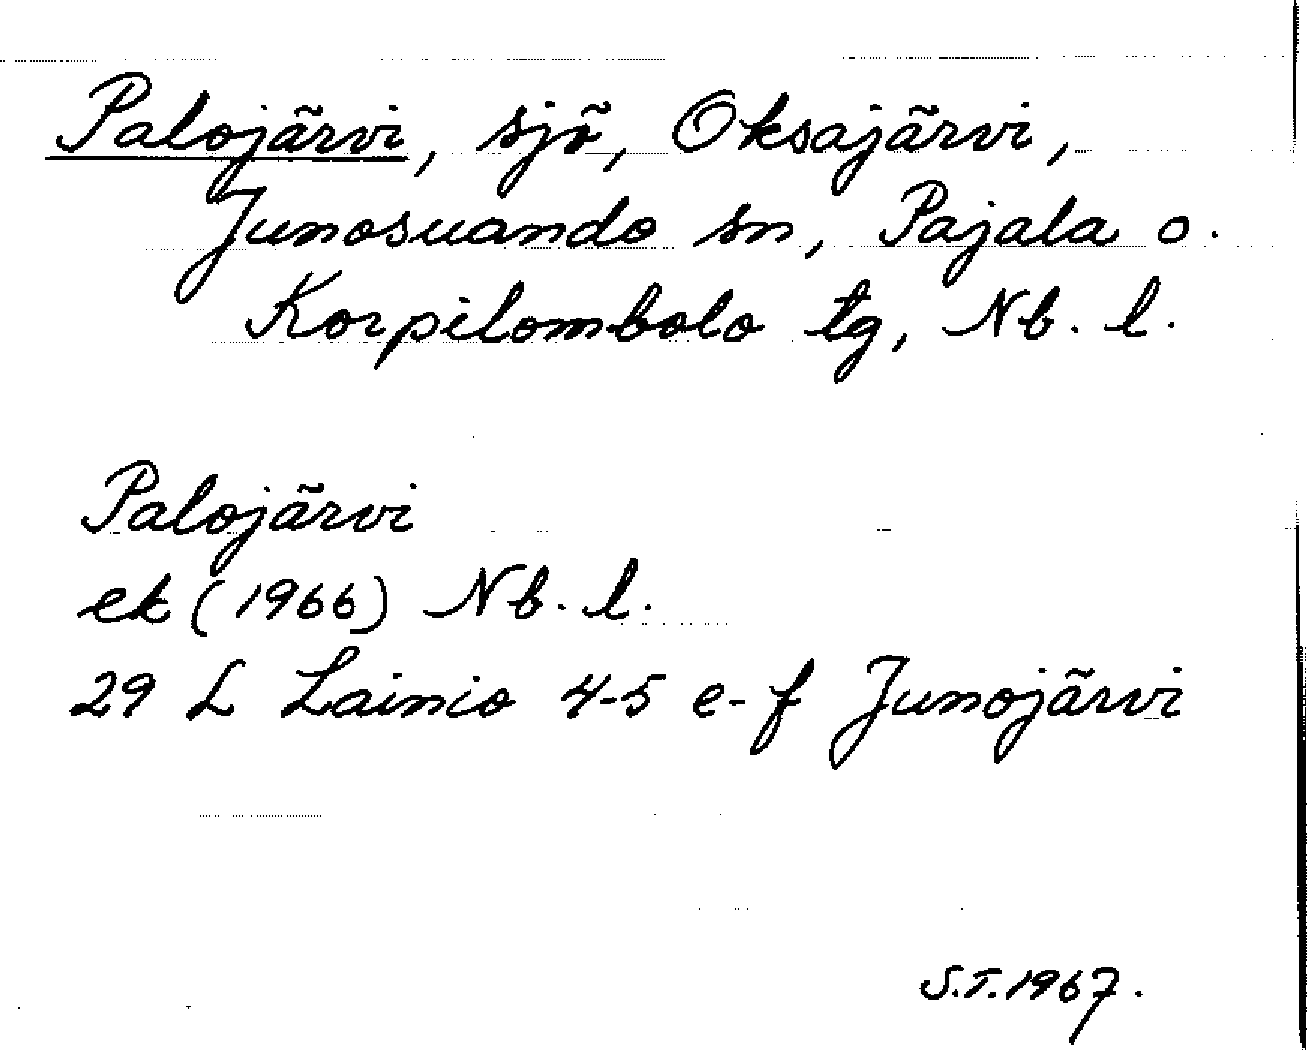 Palojärvi, sjö, Oksajärvi,
Junosuando sn, Pajala o.
Korpilombolo tg, Nb. l.
Palojärvi
ek (1966) Nb. l.
29 L Lainio 4-5 e-f Junojärvi
S.T. 1967.